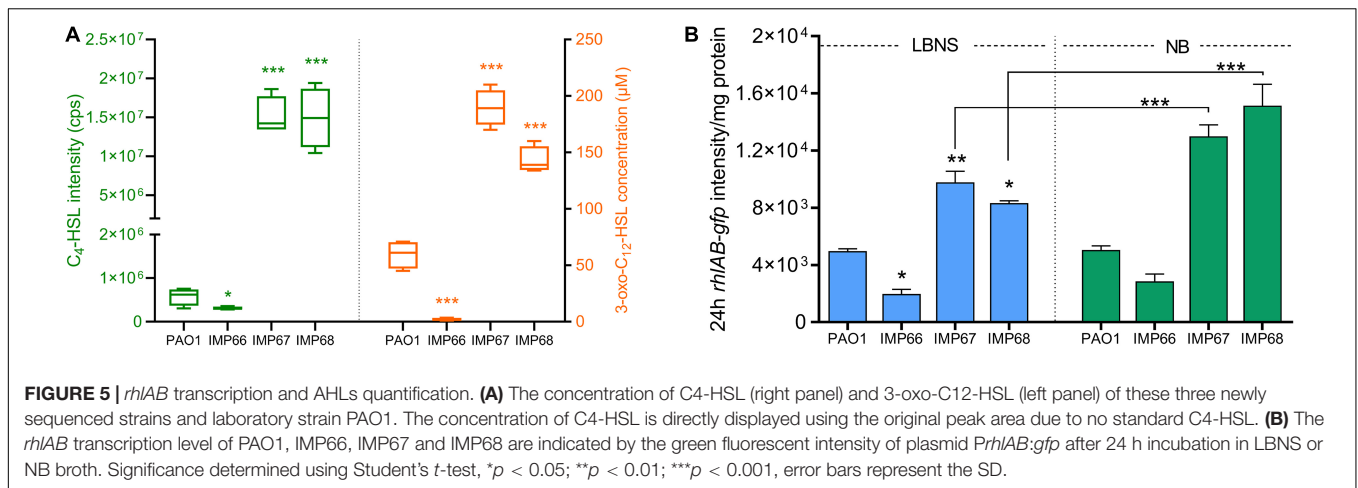 A
C4-HSL intensity (cps)
2.5×10⁷
2×10⁷
1.5×10⁷
1×10⁷
5×10⁶
2×10⁶
1×10⁶
0
*
***
***
***
***
***
250
200
150
100
50
0
3-oxo-C12-HSL concentration (μM)
PAO1 IMP66 IMP67 IMP68 PAO1 IMP66 IMP67 IMP68
B
24h rhlAB-gfp intensity/mg protein
2×10⁴
1.6×10⁴
1.2×10⁴
8×10³
4×10³
0
LBNS NB
***
***
*
**
*
PAO1 IMP66 IMP67 IMP68 PAO1 IMP66 IMP67 IMP68
FIGURE 5 | rhlAB transcription and AHLs quantification. (A) The concentration of C4-HSL (right panel) and 3-oxo-C12-HSL (left panel) of these three newly
sequenced strains and laboratory strain PAO1. The concentration of C4-HSL is directly displayed using the original peak area due to no standard C4-HSL. (B) The
rhlAB transcription level of PAO1, IMP66, IMP67 and IMP68 are indicated by the green fluorescent intensity of plasmid PrhlAB:gfp after 24 h incubation in LBNS or
NB broth. Significance determined using Student's t-test, *p < 0.05; **p < 0.01; ***p < 0.001, error bars represent the SD.